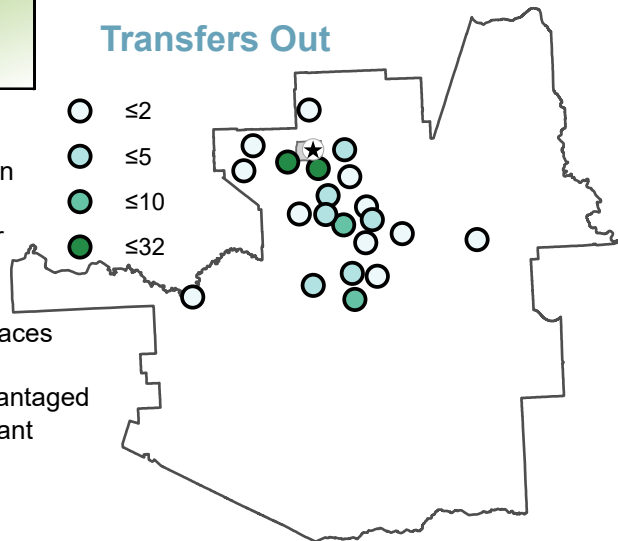 Transfers Out
≤2
≤5
≤10
≤32
n
r
aces
antaged
ant